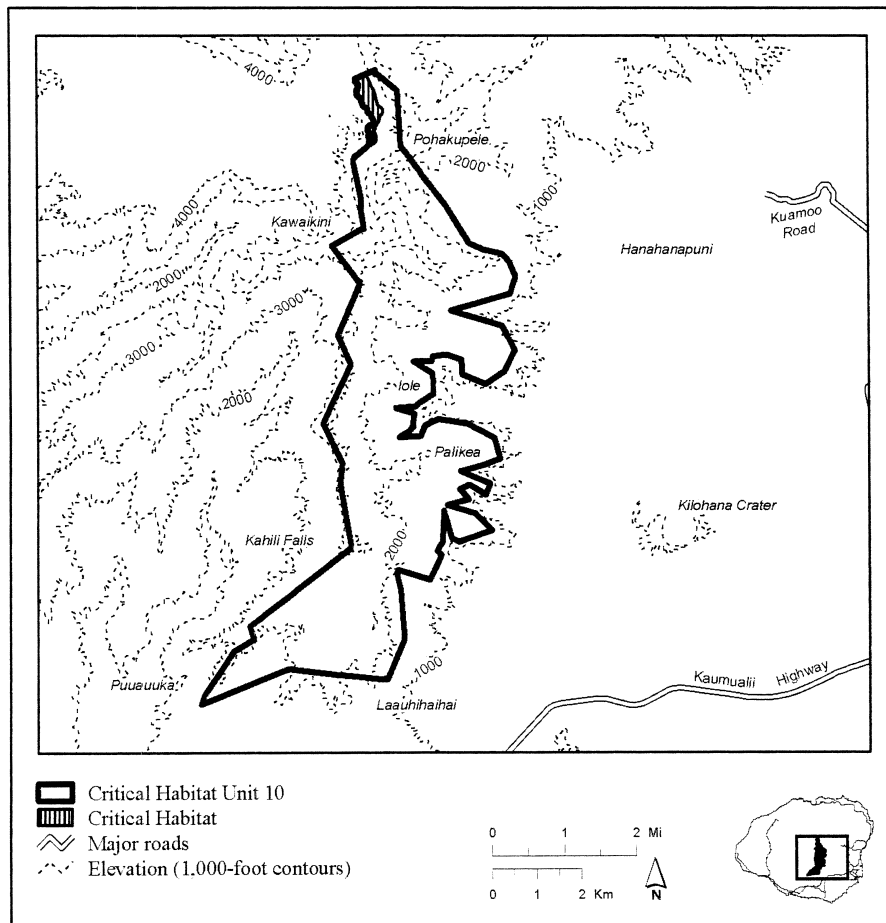 4000
Pohakupele
2000
1000
Kuamoo
Road
4000
Kawaikini
Hanahanapuni
2000
3000
3000
Iole
2000
Palikea
Kilohana Crater
Kahili Falls
2000
1000
Puuauuka
Kaumualii Highway
Laauhihaihai
Critical Habitat Unit 10
Critical Habitat
Major roads
Elevation (1.000-foot contours)
0 1 2 Mi
0 1 2 Km
N